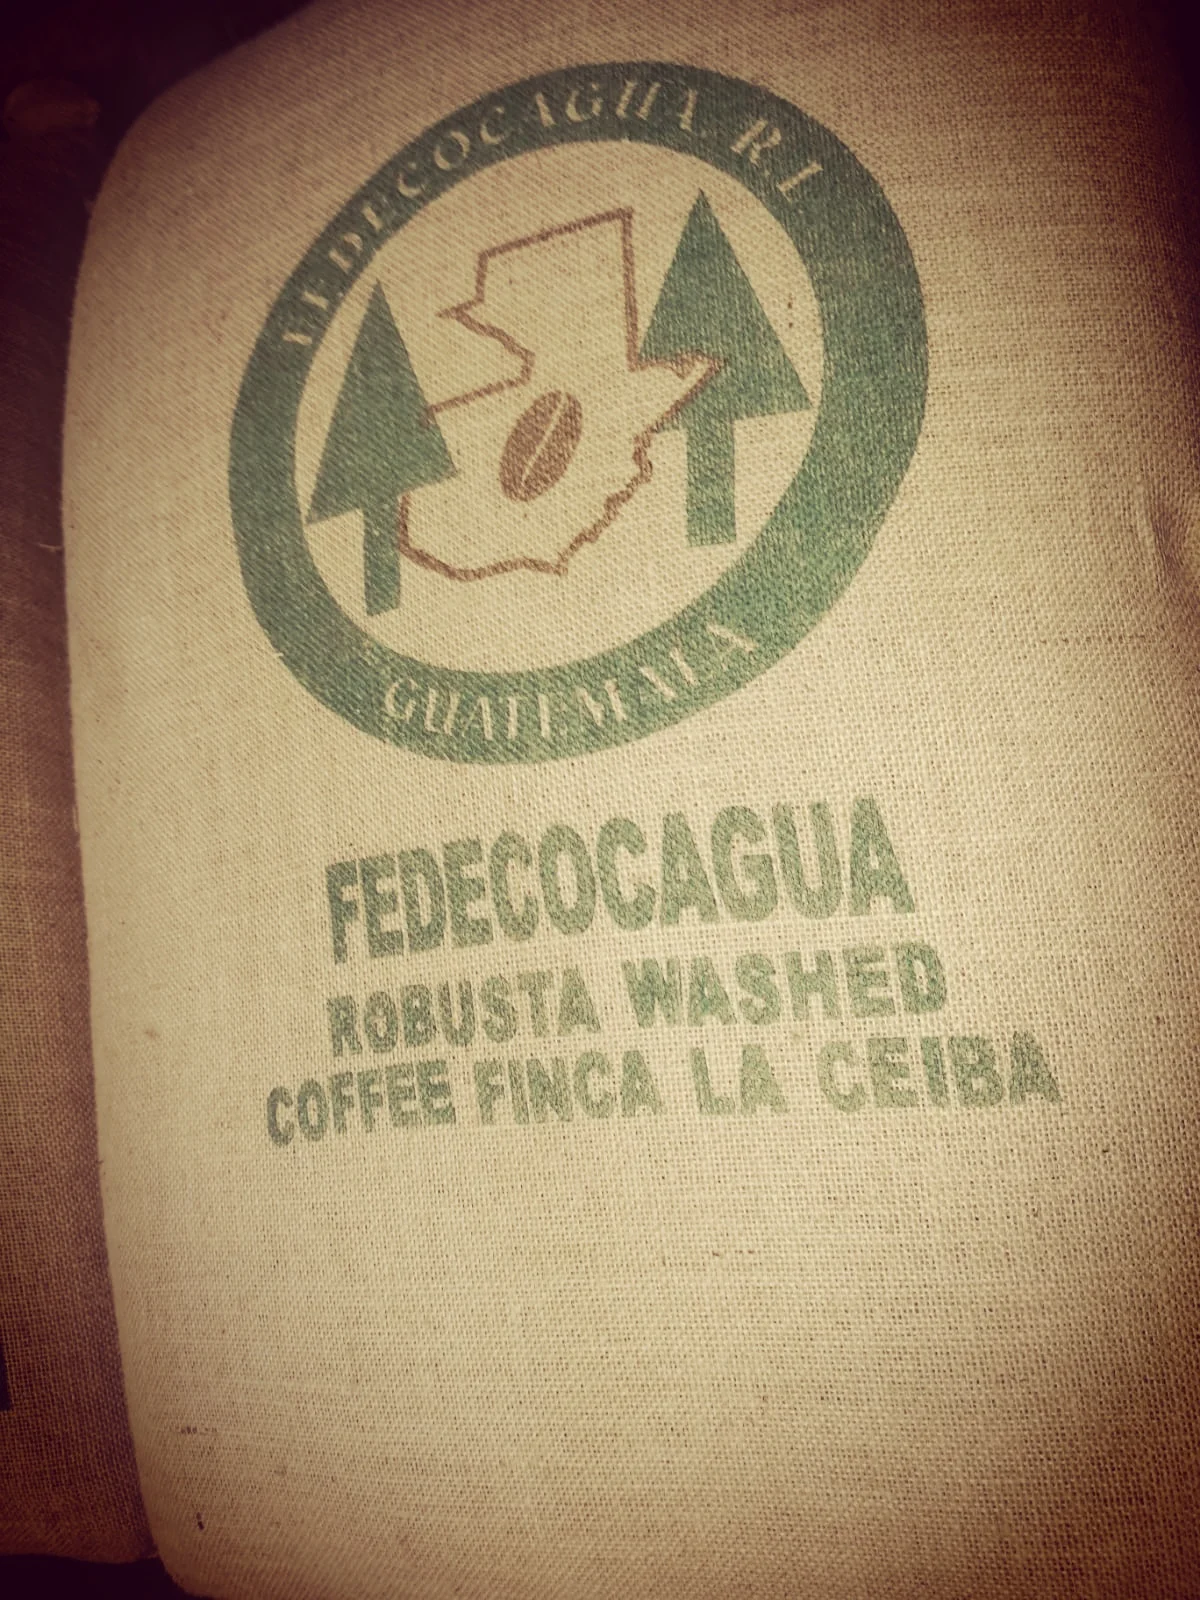 FEDECOCAGUA R.L
GUATEMALA
FEDECOCAGUA
ROBUSTA WASHED
COFFEE FINCA LA CEIBA